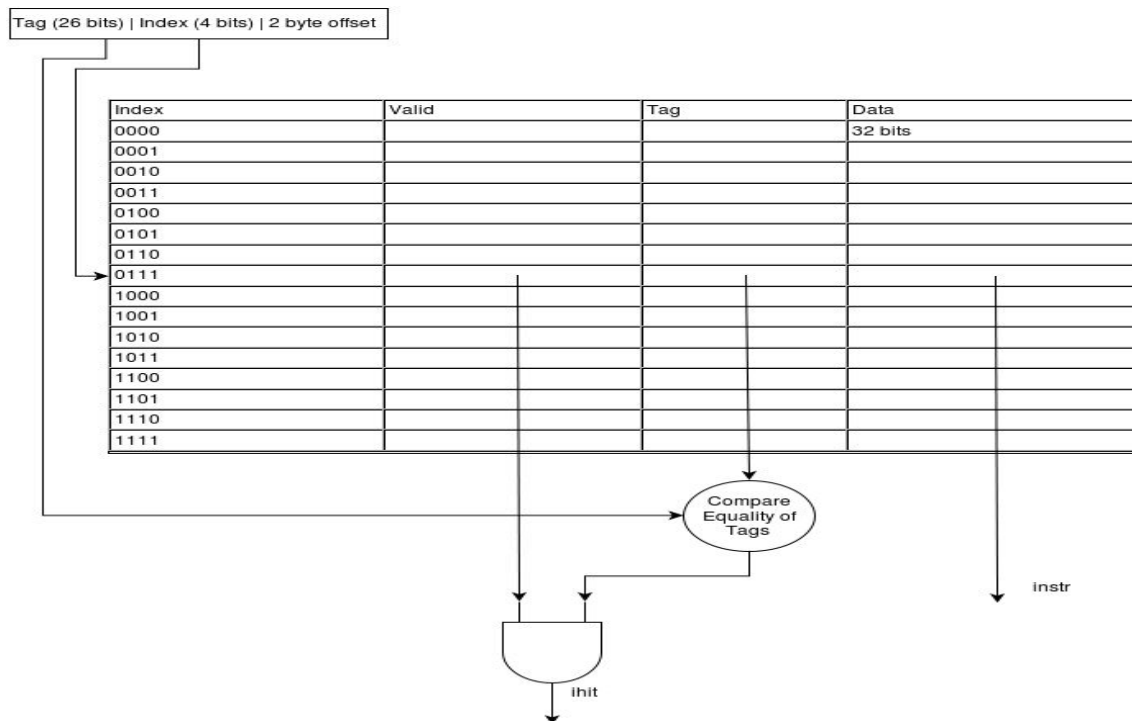 Tag (26 bits) | Index (4 bits) | 2 byte offset
Index Valid Tag Data
0000 32 bits
0001
0010
0011
0100
0101
0110
0111
1000
1001
1010
1011
1100
1101
1110
1111
Compare
Equality of
Tags
instr
ihit